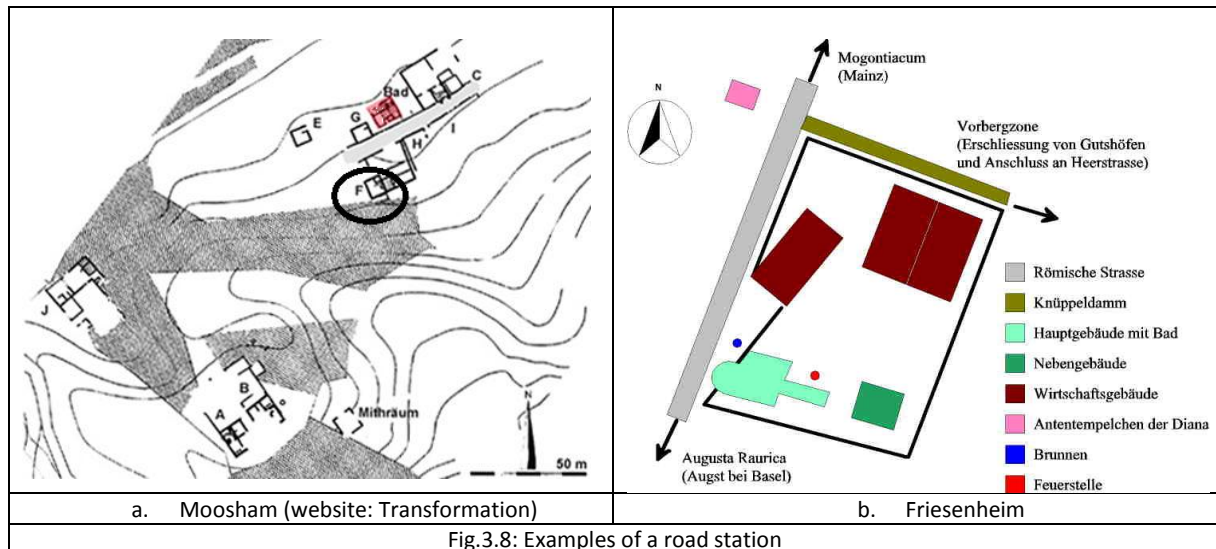 Bad
C
G
E
I
H
F
J
B
A
Mithräum
N
50 m
Mogontiacum
(Mainz)
N
Vorbergzone
(Erschliessung von Gutshöfen
und Anschluss an Heerstrasse)
Römische Strasse
Knüppeldamm
Hauptgebäude mit Bad
Nebengebäude
Wirtschaftsgebäude
Antentempelchen der Diana
Brunnen
Feuerstelle
Augusta Raurica
(Augst bei Basel)
a. Moosham (website: Transformation)
b. Friesenheim
Fig.3.8: Examples of a road station